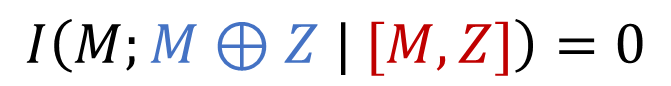 I(M; M ⊕ Z | [M, Z]) = 0